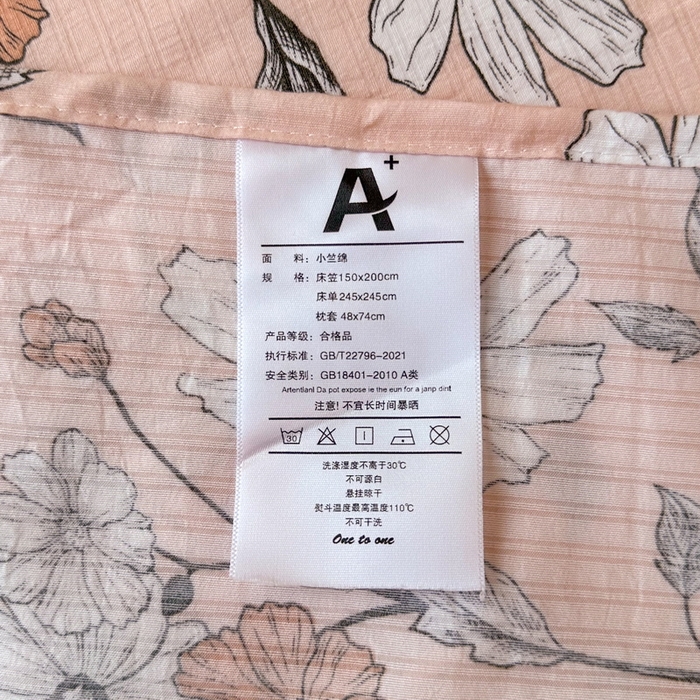 A+
面 料：小竺绵
规 格：床笠150x200cm
床单245x245cm
枕套 48x74cm
产品等级：合格品
执行标准：GB/T22796-2021
安全类别：GB18401-2010 A类
Artentlan! Da pot expose ie the eun for a janp dint
注意! 不宜长时间暴晒
30
洗涤湿度不高于30℃
不可源白
悬挂晾干
熨斗温度最高温度110℃
不可干洗
One to one